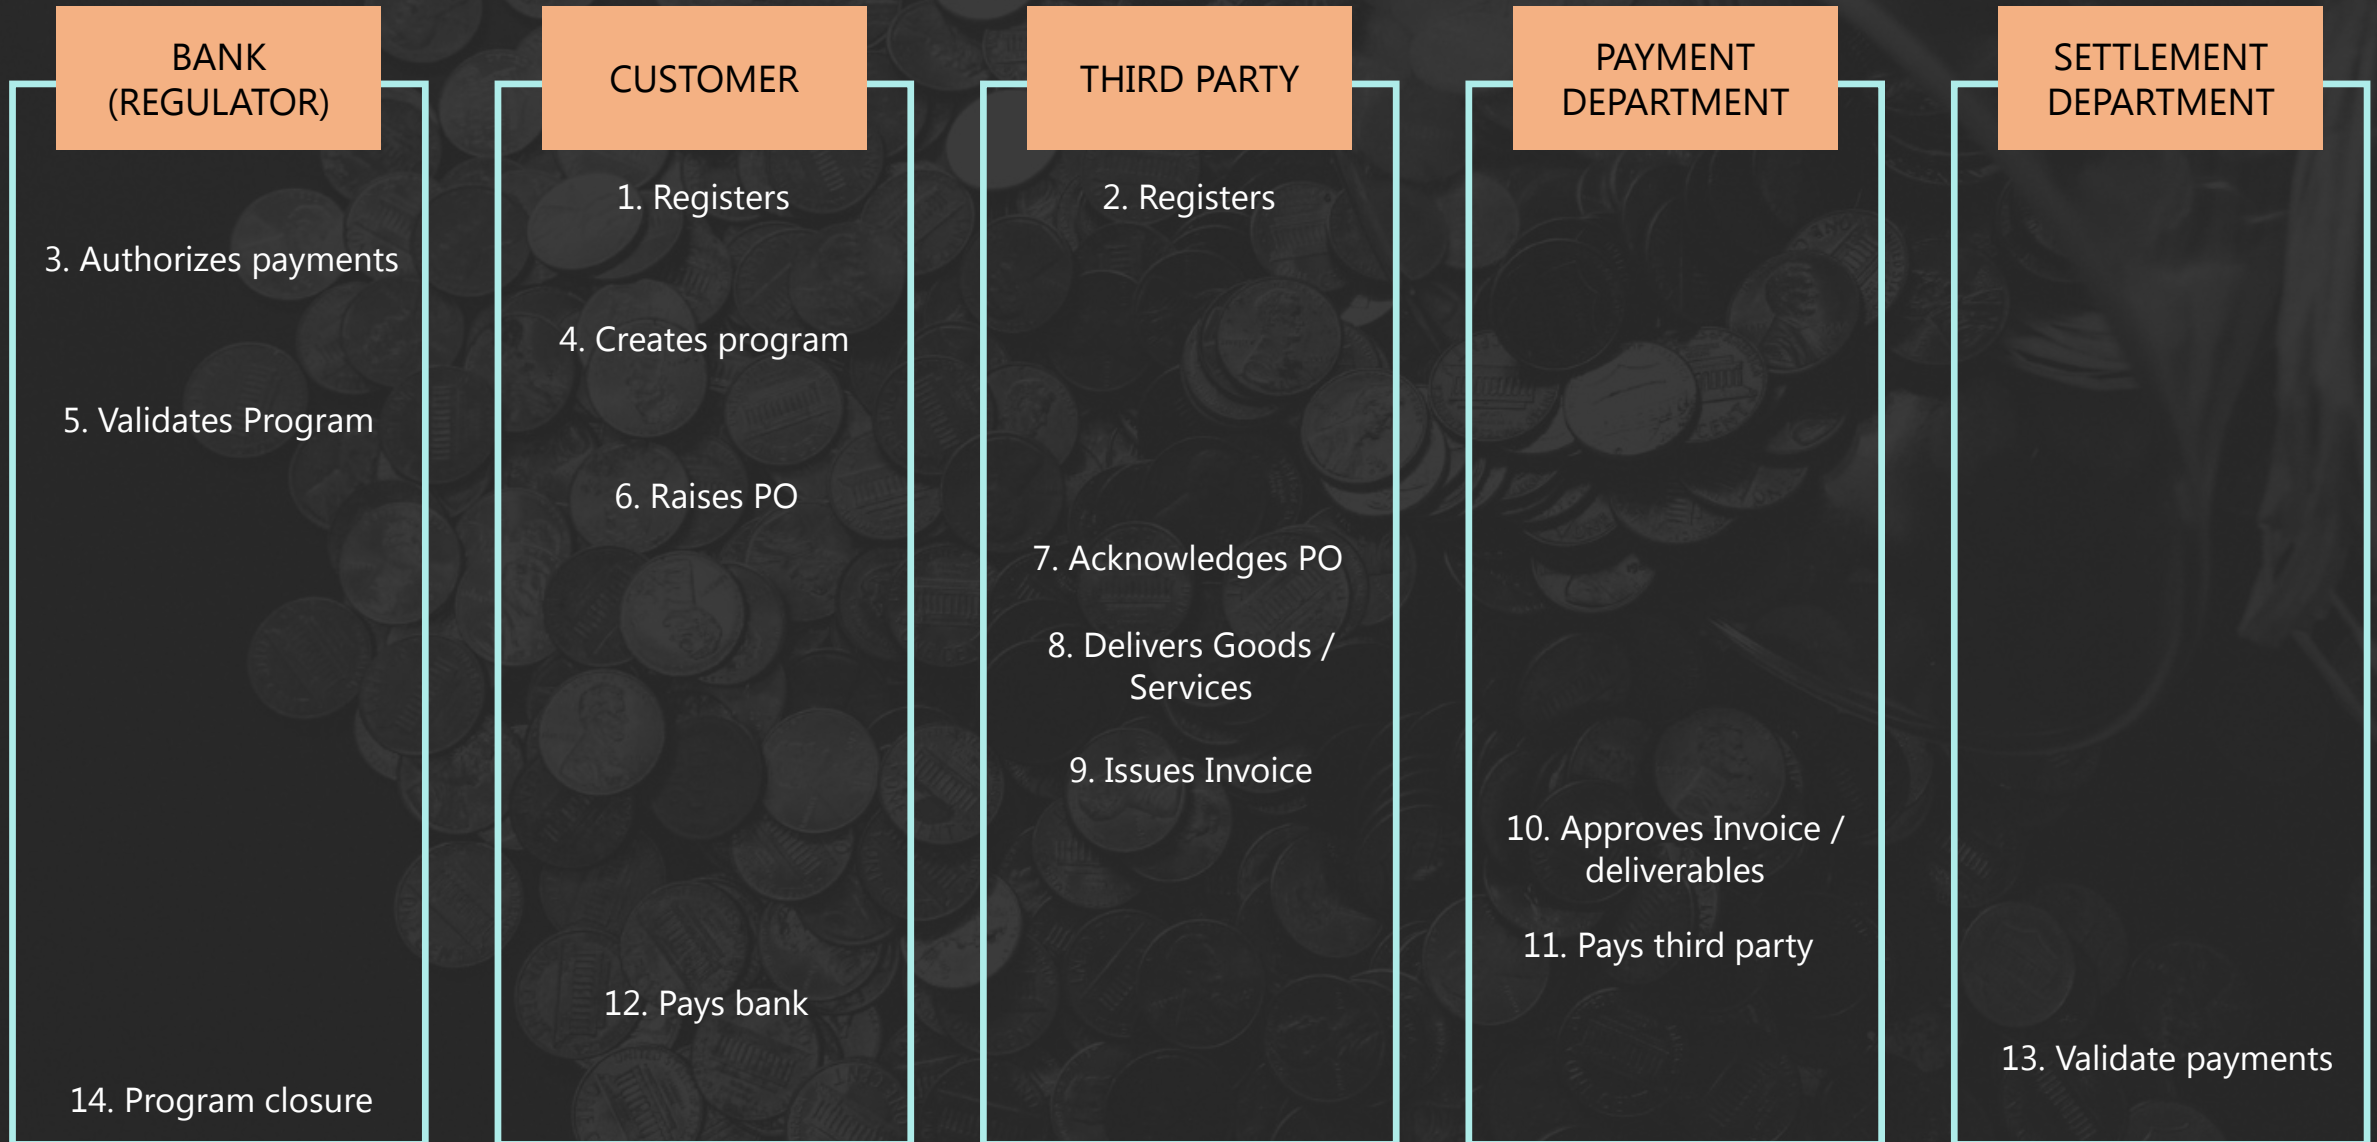 BANK
(REGULATOR)
CUSTOMER
THIRD PARTY
PAYMENT
DEPARTMENT
SETTLEMENT
DEPARTMENT
1. Registers
2. Registers
3. Authorizes payments
4. Creates program
5. Validates Program
6. Raises PO
7. Acknowledges PO
8. Delivers Goods /
Services
9. Issues Invoice
10. Approves Invoice /
deliverables
11. Pays third party
12. Pays bank
13. Validate payments
14. Program closure